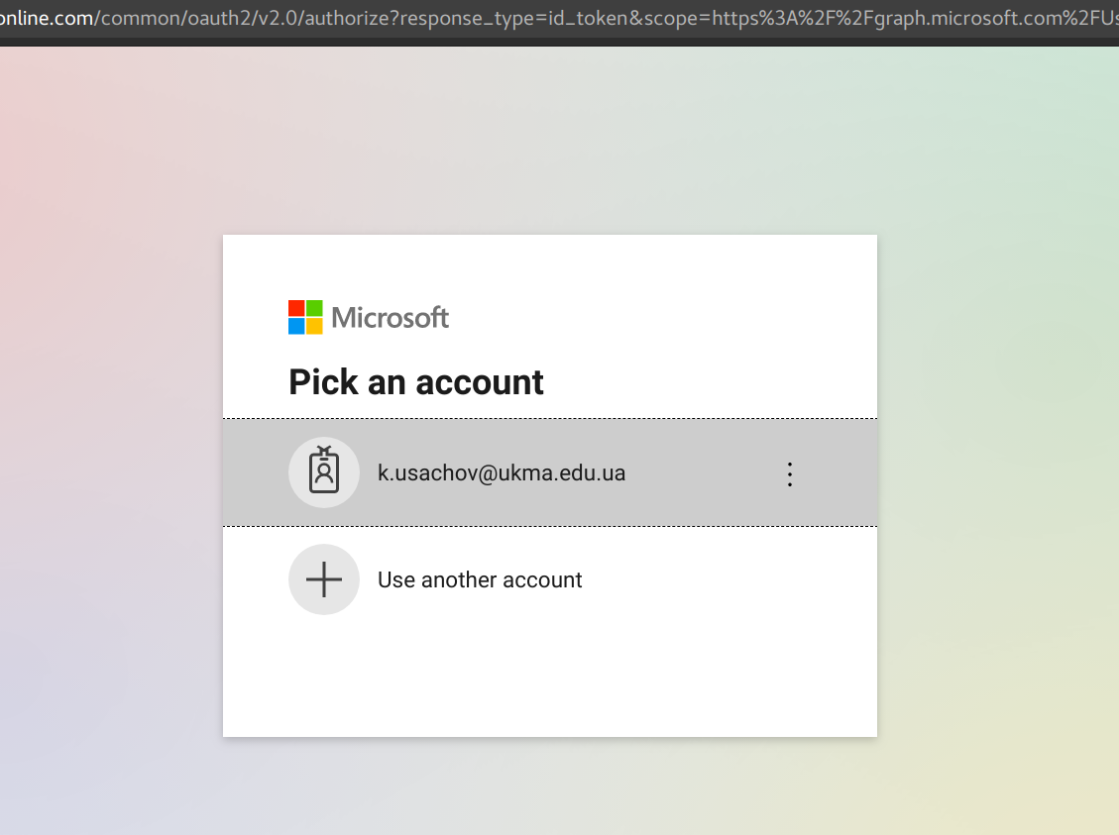 online.com/common/oauth2/v2.0/authorize?response_type=id_token&scope=https%3A%2F%2Fgraph.microsoft.com%2FUs
Microsoft
Pick an account
k.usachov@ukma.edu.ua
Use another account